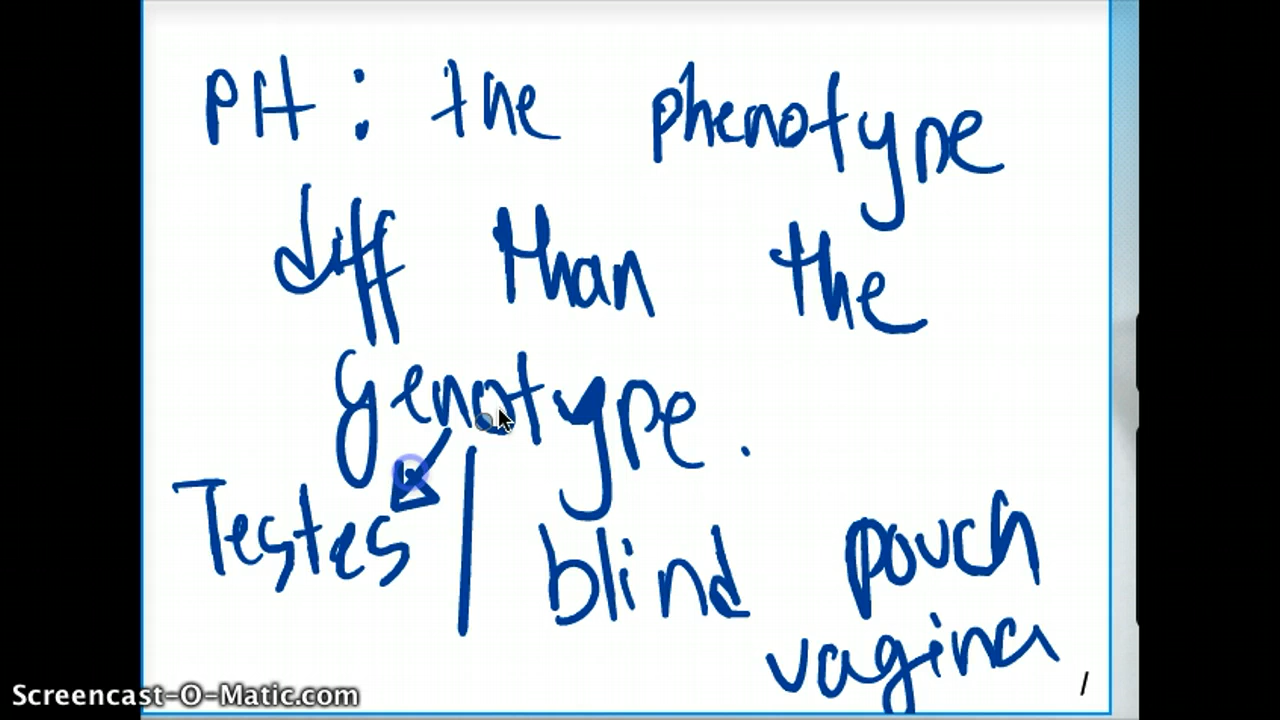 PH : the phenotype
diff than the
genotype.
Testes | blind pouch
vagina
/
Screencast-O-Matic.com